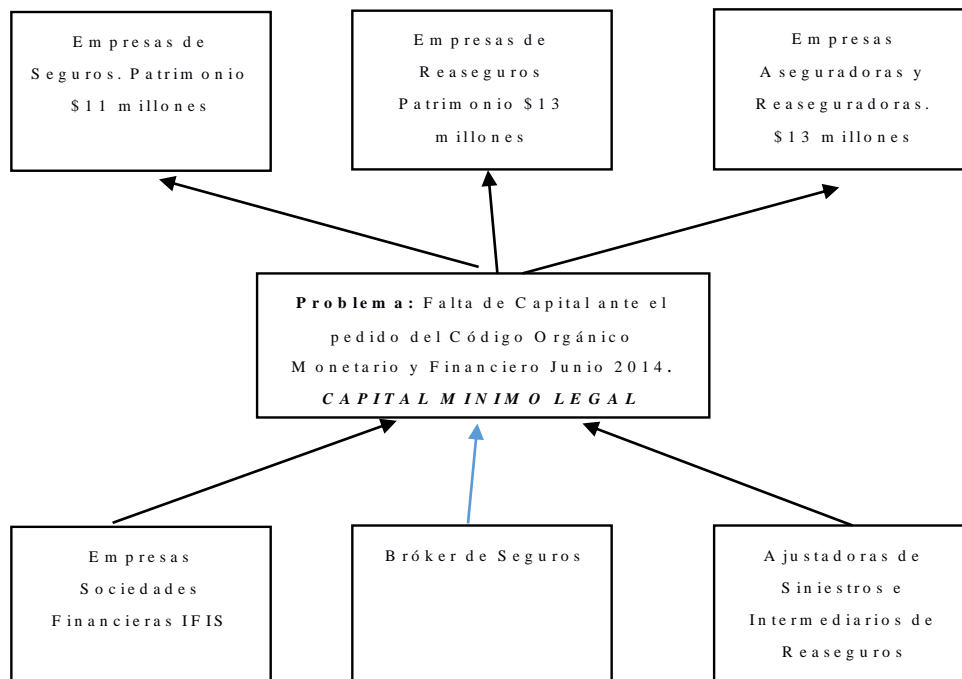 Empresas de
Seguros. Patrimonio
$11 millones
Empresas de
Reaseguros
Patrimonio $13
millones
Empresas
Aseguradoras y
Reaseguradoras.
$13 millones
Problema: Falta de Capital ante el
pedido del Código Orgánico
Monetario y Financiero Junio 2014.
CAPITAL MINIMO LEGAL
Empresas
Sociedades
Financieras IFIS
Bróker de Seguros
Ajustadoras de
Siniestros e
Intermediarios de
Reaseguros